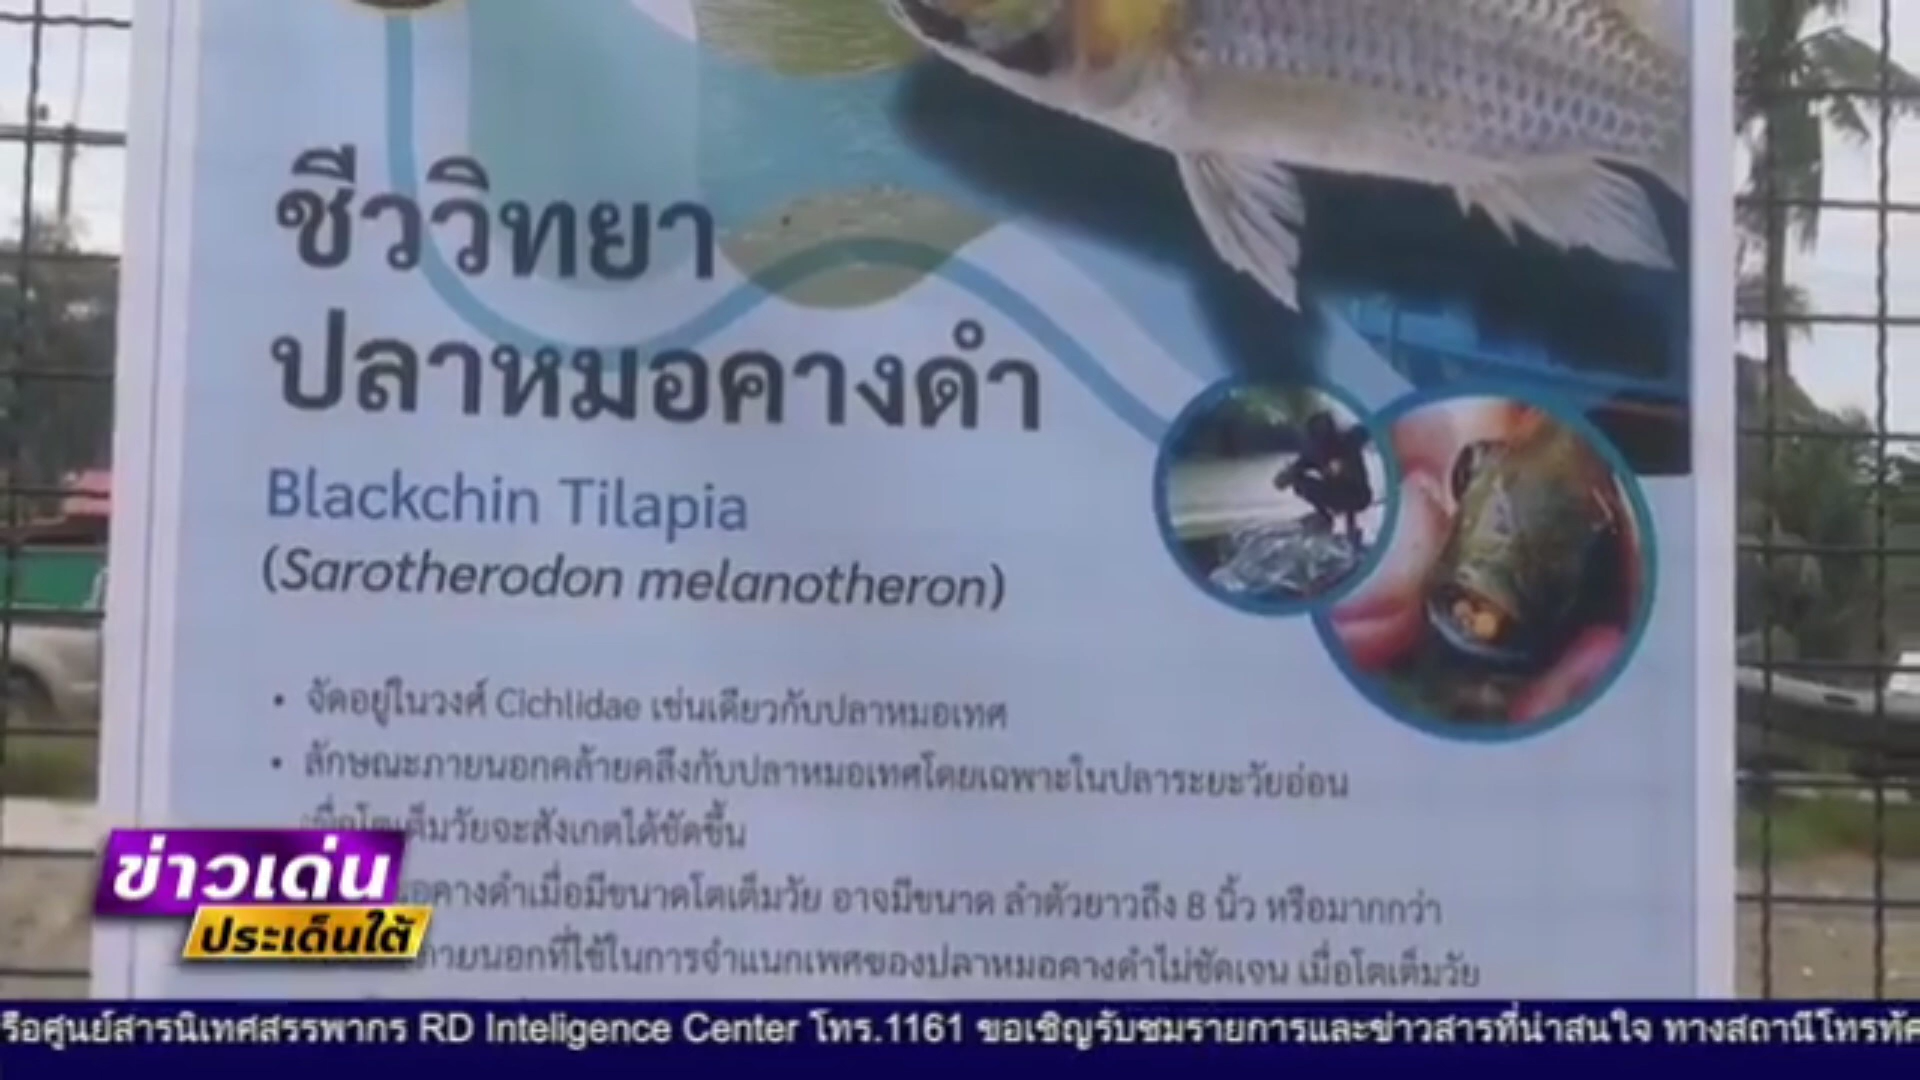 ชีววิทยา
ปลาหมอคางดำ
Blackchin Tilapia
(Sarotherodon melanotheron)
• จัดอยู่ในวงศ์ Cichlidae เช่นเดียวกับปลาหมอเทศ
• ลักษณะภายนอกคล้ายคลึงกับปลาหมอเทศโดยเฉพาะในปลาระยะวัยอ่อน
เมื่อโตเต็มวัยจะสังเกตได้ชัดขึ้น
หมอคางดำเมื่อมีขนาดโตเต็มวัย อาจมีขนาด ลำตัวยาวถึง 8 นิ้ว หรือมากกว่า
ภายนอกที่ใช้ในการจำแนกเพศของปลาหมอคางดำไม่ชัดเจน เมื่อโตเต็มวัย
ข่าวเด่น
ประเด็นใต้
รือศูนย์สารนิเทศสรรพากร RD Inteligence Center โทร.1161 ขอเชิญรับชมรายการและข่าวสารที่น่าสนใจ ทางสถานีโทรทัศ